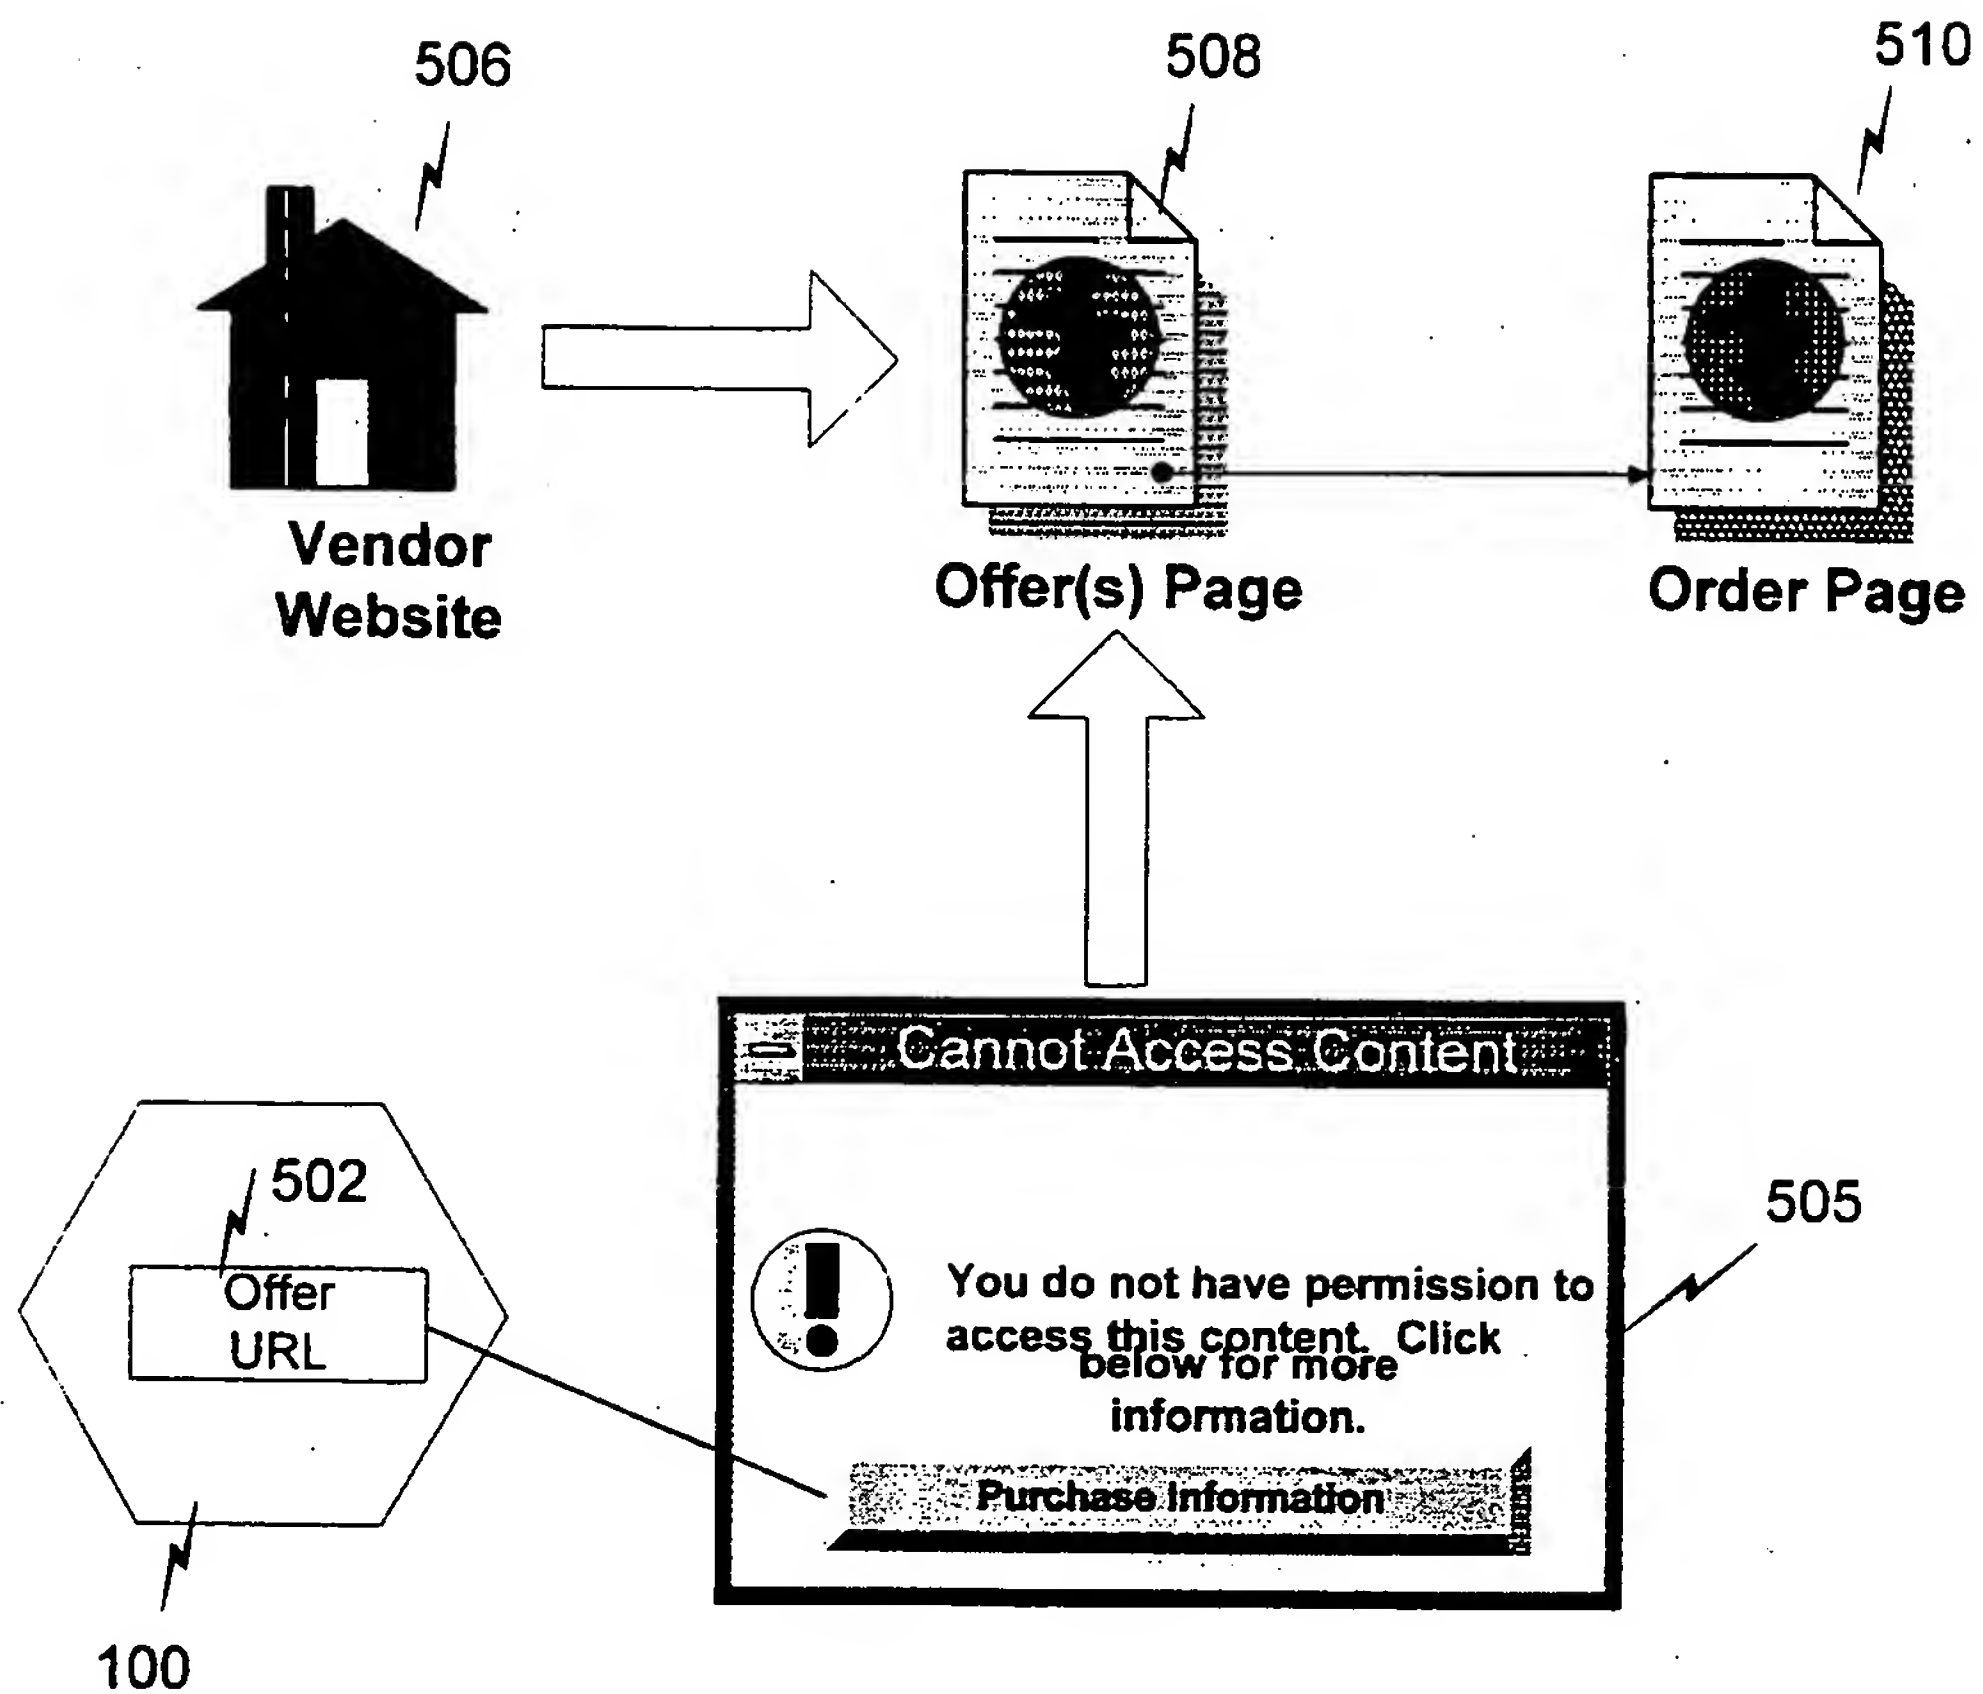 506
508
510
Vendor
Website
Offer(s) Page
Order Page
Cannot Access Content
502
Offer
URL
505
You do not have permission to
access this content. Click
below for more
information.
Purchase Information
100